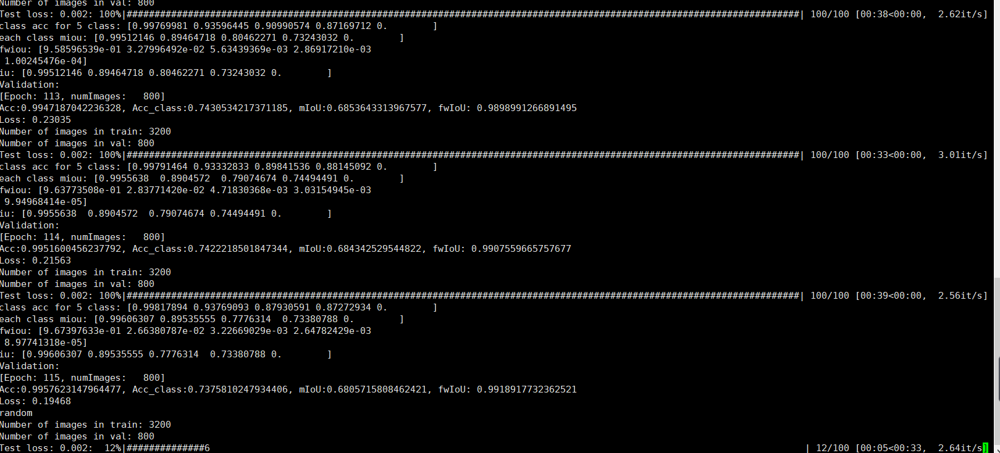 Number of images in val: 800
Test loss: 0.002: 100%|#########################################################################################################################| 100/100 [00:38<00:00,  2.62it/s]
class acc for 5 class: [0.99769981 0.93596445 0.90990574 0.87169712 0.        ]
each class miou: [0.99512146 0.89464718 0.80462271 0.73243032 0.        ]
fwiou: [9.58596539e-01 3.27996492e-02 5.63439369e-03 2.86917210e-03
 1.00245476e-04]
iu: [0.99512146 0.89464718 0.80462271 0.73243032 0.        ]
Validation:
[Epoch: 113, numImages:   800]
Acc:0.9947187042236328, Acc_class:0.7430534217371185, mIoU:0.6853643313967577, fwIoU: 0.9898991266891495
Loss: 0.23035
Number of images in train: 3200
Number of images in val: 800
Test loss: 0.002: 100%|#########################################################################################################################| 100/100 [00:33<00:00,  3.01it/s]
class acc for 5 class: [0.99791464 0.93332833 0.89841536 0.88145092 0.        ]
each class miou: [0.9955638  0.8904572  0.79074674 0.74494491 0.        ]
fwiou: [9.63773508e-01 2.83771420e-02 4.71830368e-03 3.03154945e-03
 9.94968414e-05]
iu: [0.9955638  0.8904572  0.79074674 0.74494491 0.        ]
Validation:
[Epoch: 114, numImages:   800]
Acc:0.9951600456237792, Acc_class:0.7422218501847344, mIoU:0.684342529544822, fwIoU: 0.9907559665757677
Loss: 0.21563
Number of images in train: 3200
Number of images in val: 800
Test loss: 0.002: 100%|#########################################################################################################################| 100/100 [00:39<00:00,  2.56it/s]
class acc for 5 class: [0.99817894 0.93769093 0.87930591 0.87272934 0.        ]
each class miou: [0.99606307 0.89535555 0.7776314  0.73380788 0.        ]
fwiou: [9.67397633e-01 2.66380787e-02 3.22669029e-03 2.64782429e-03
 8.97741318e-05]
iu: [0.99606307 0.89535555 0.7776314  0.73380788 0.        ]
Validation:
[Epoch: 115, numImages:   800]
Acc:0.9957623147964477, Acc_class:0.7375810247934406, mIoU:0.6805715808462421, fwIoU: 0.9918917732362521
Loss: 0.19468
random
Number of images in train: 3200
Number of images in val: 800
Test loss: 0.002:  12%|##############6                                                                                                          | 12/100 [00:05<00:33,  2.64it/s]